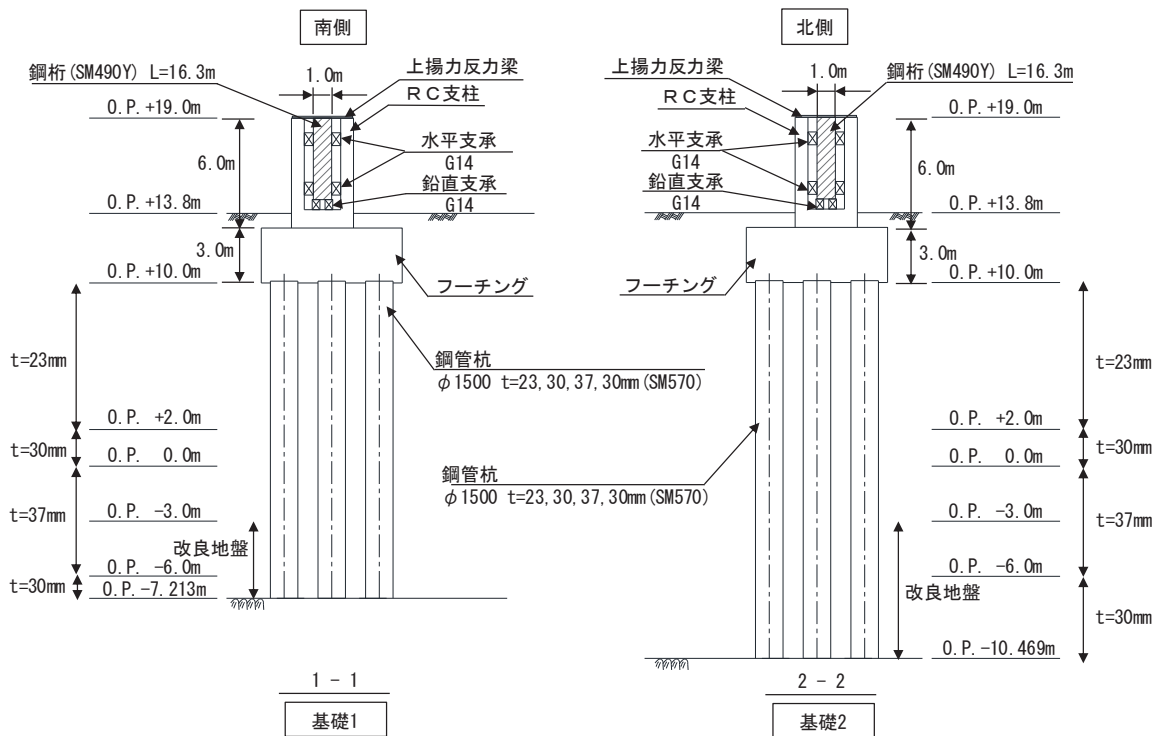 南側
鋼桁(SM490Y) L=16.3m
1.0m
上揚力反力梁
RC支柱
O.P. +19.0m
水平支承
G14
6.0m
鉛直支承
G14
O.P. +13.8m
3.0m
O.P. +10.0m
フーチング
t=23mm
鋼管杭
φ1500 t=23,30,37,30mm(SM570)
O.P. +2.0m
t=30mm
O.P. 0.0m
t=37mm
O.P. -3.0m
改良地盤
O.P. -6.0m
t=30mm
O.P. -7.213m
1 - 1
基礎1
北側
上揚力反力梁
1.0m
鋼桁(SM490Y) L=16.3m
RC支柱
O.P. +19.0m
水平支承
G14
6.0m
鉛直支承
G14
O.P. +13.8m
3.0m
O.P. +10.0m
フーチング
t=23mm
O.P. +2.0m
t=30mm
O.P. 0.0m
鋼管杭
φ1500 t=23,30,37,30mm(SM570)
t=37mm
O.P. -3.0m
O.P. -6.0m
改良地盤
t=30mm
O.P. -10.469m
2 - 2
基礎2